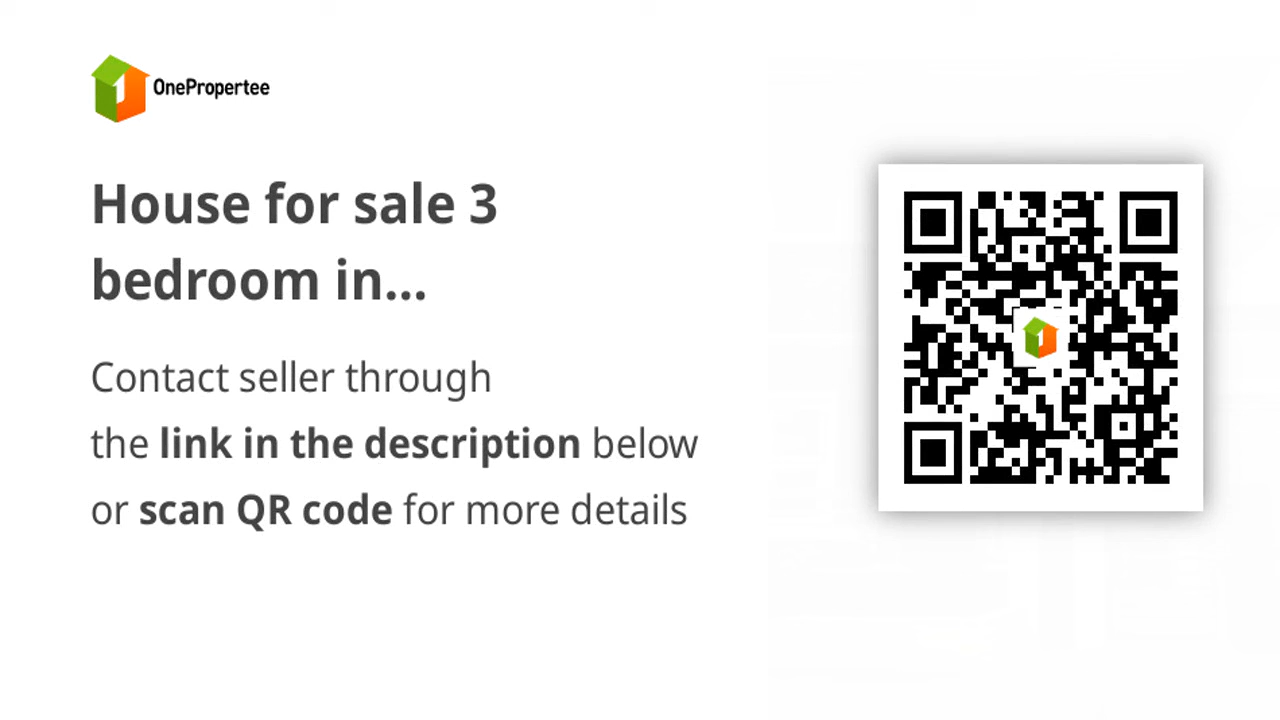 OnePropertee
House for sale 3
bedroom in...
Contact seller through
the link in the description below
or scan QR code for more details